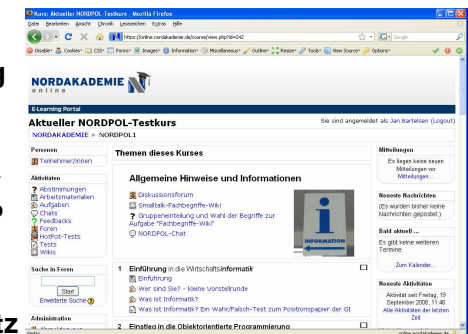 Kurs: Aktueller NORDPOL-Testkurs - Mozilla Firefox
Datei Bearbeiten Ansicht Chronik Lesezeichen Extras Hilfe
https://online.nordakademie.de/course/view.php?id=242
Google
Disable Cookies CSS Forms Images Information Miscellaneous Outline Resize Tools View Source Options
NORDAKADEMIE
online
E-Learning Portal
Aktueller NORDPOL-Testkurs
Sie sind angemeldet als Jan Bartelsen (Logout)
NORDAKADEMIE ► NORDPOL1
Personen
Teilnehmer/innen
Aktivitäten
Abstimmungen
Arbeitsmaterialien
Aufgaben
Chats
Feedbacks
Foren
HotPot-Tests
Tests
Wikis
Suche in Foren
Start
Erweiterte Suche
Administration
Themen dieses Kurses
Allgemeine Hinweise und Informationen
Diskussionsforum
Smalltalk-Fachbegriffe-Wiki
Gruppeneinteilung und Wahl der Begriffe zur
Aufgabe "Fachbegriffe-Wiki"
NORDPOL-Chat
INFORMATION
1 Einführung in die Wirtschaftsinformatik
Einführung
Wer sind Sie? - kleine Vorstellrunde
Was ist Informatik?
Was ist Informatik? Ein Wahr/Falsch-Test zum Positionspapier der GI
2 Einstieg in die Objektorientierte Programmierung
Mitteilungen
Es liegen keine neuen
Mitteilungen vor
Mitteilungen...
Neueste Nachrichten
(Es wurden bisher keine
Nachrichten gepostet.)
Bald aktuell ...
Es gibt keine weiteren
Termine
Zum Kalender...
Neueste Aktivitäten
Aktivität seit Freitag, 19
September 2008, 11:46
Alle Aktivitäten der letzten
Zeit
online.nordakademie.de